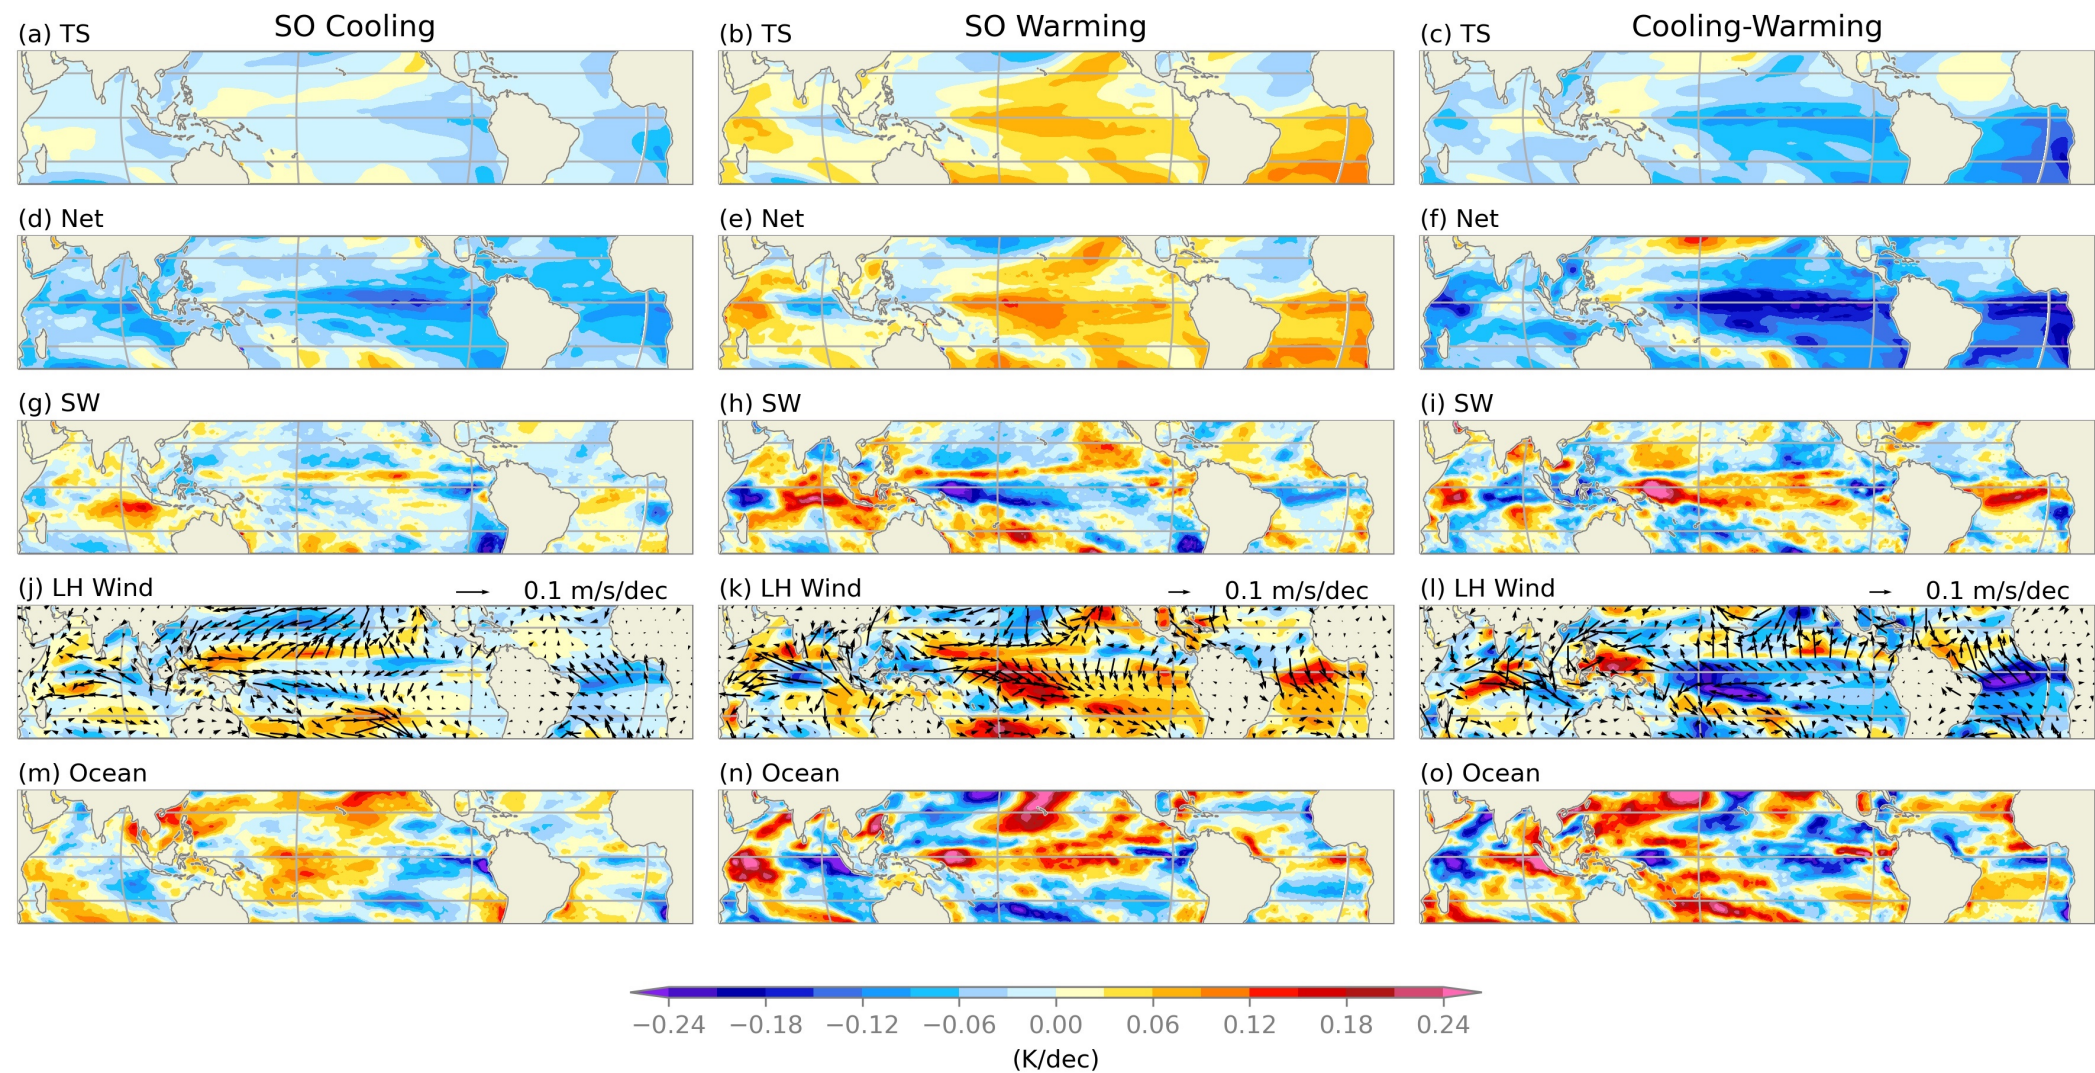 SO Cooling SO Warming Cooling-Warming
(a) TS (b) TS (c) TS
(d) Net (e) Net (f) Net
(g) SW (h) SW (i) SW
(j) LH Wind 0.1 m/s/dec (k) LH Wind 0.1 m/s/dec (l) LH Wind 0.1 m/s/dec
(m) Ocean (n) Ocean (o) Ocean
−0.24 −0.18 −0.12 −0.06 0.00 0.06 0.12 0.18 0.24
(K/dec)